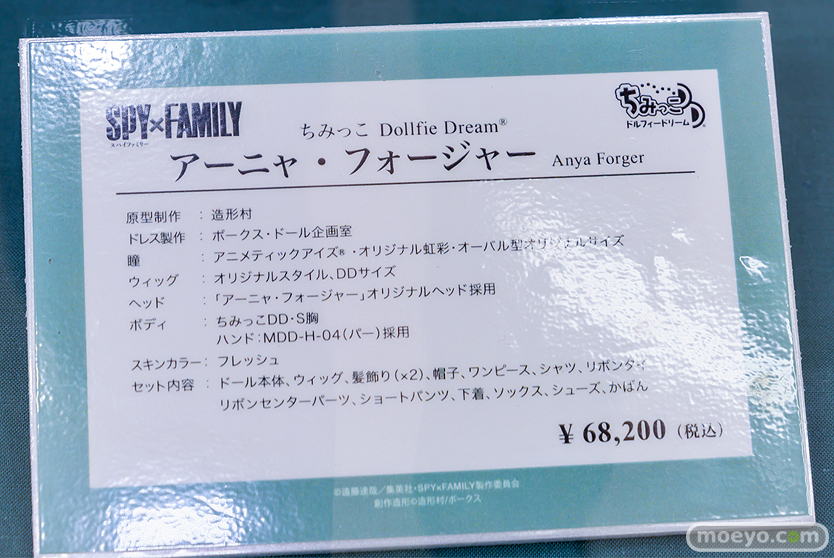 SPY×FAMILY
スパイファミリー
ちみっこ
ドルフィードリーム®
ちみっこ Dollfie Dream®
アーニャ・フォージャー Anya Forger
原型制作 : 造形村
ドレス製作 : ボークス・ドール企画室
瞳 : アニメティックアイズ®・オリジナル虹彩・オーバル型オリジナルサイズ
ウィッグ : オリジナルスタイル、DDサイズ
ヘッド : 「アーニャ・フォージャー」オリジナルヘッド採用
ボディ : ちみっこDD・S胸
ハンド:MDD-H-04(パー)採用
スキンカラー : フレッシュ
セット内容 : ドール本体、ウィッグ、髪飾り(×2)、帽子、ワンピース、シャツ、リボンタイ
リボンセンターパーツ、ショートパンツ、下着、ソックス、シューズ、かばん
¥ 68,200 (税込)
©遠藤達哉/集英社・SPY×FAMILY製作委員会
創作造形©造形村/ボークス
moeyo.com